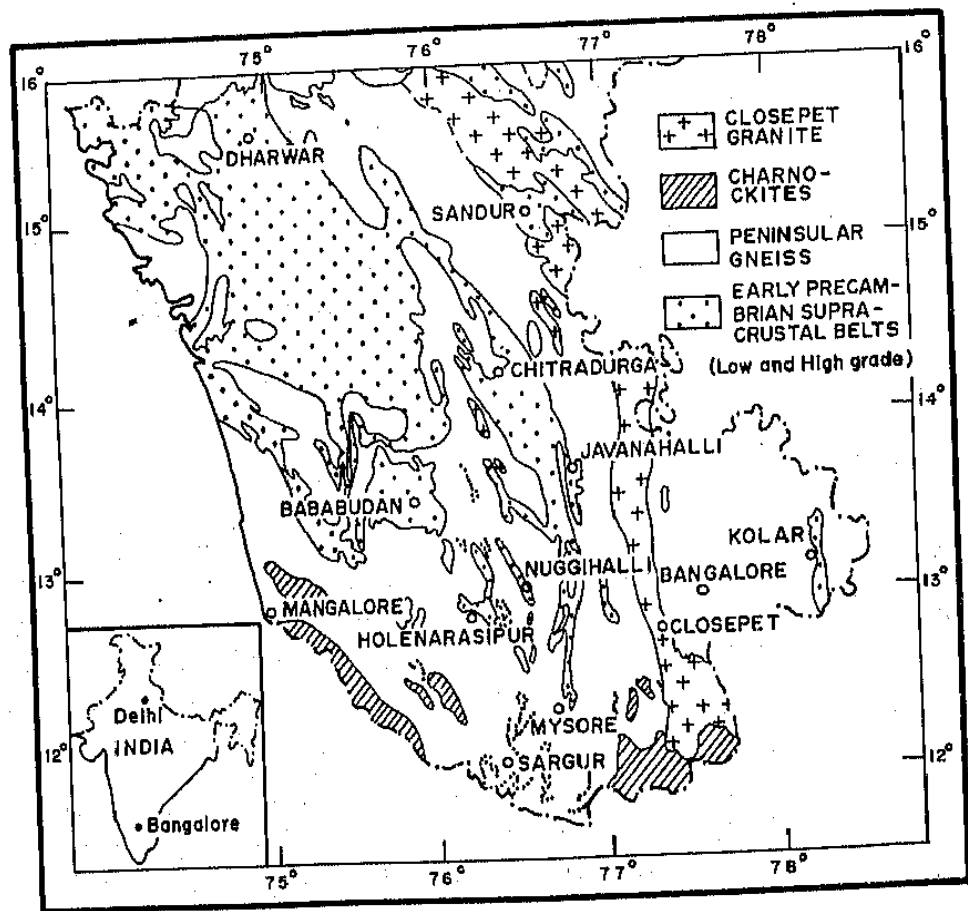 75°
76°
77°
78°
16°
16°
CLOSEPET
GRANITE
DHARWAR
CHARNO-
CKITES
SANDUR
15°
15°
PENINSULAR
GNEISS
EARLY PRECAM-
BRIAN SUPRA-
CRUSTAL BELTS
(Low and High grade)
CHITRADURGA
14°
14°
JAVANAHALLI
BABABUDAN
KOLAR
NUGGIHALLI
BANGALORE
13°
13°
MANGALORE
HOLENARASIPUR
CLOSEPET
Delhi
INDIA
MYSORE
12°
SARGUR
12°
Bangalore
75°
76°
77°
78°